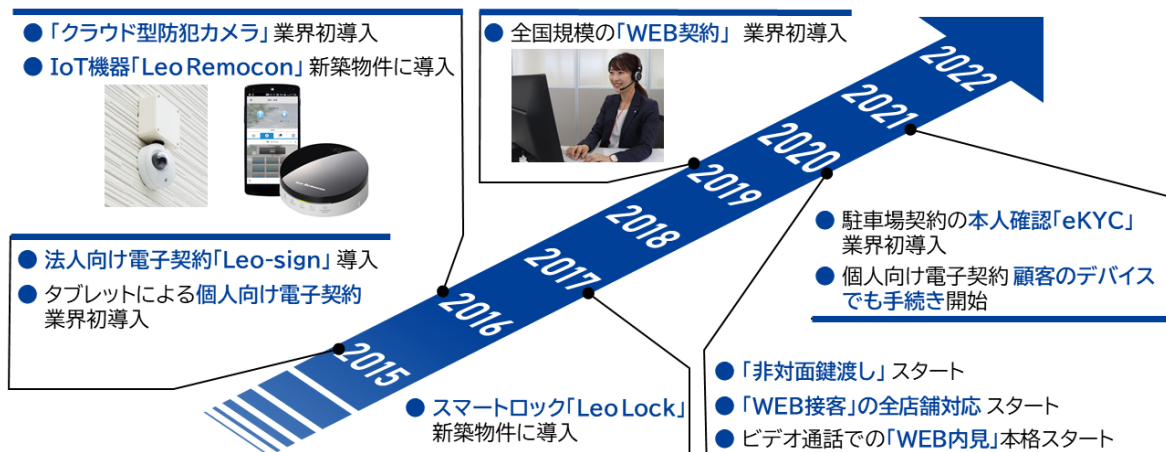 ●「クラウド型防犯カメラ」業界初導入
● IoT機器「Leo Remocon」新築物件に導入
● 全国規模の「WEB契約」 業界初導入
● 法人向け電子契約「Leo-sign」導入
● タブレットによる個人向け電子契約
業界初導入
2015
2016
2017
2018
2019
2020
2021
2022
● 駐車場契約の本人確認「eKYC」
業界初導入
● 個人向け電子契約 顧客のデバイス
でも手続き開始
● スマートロック「Leo Lock」
新築物件に導入
●「非対面鍵渡し」スタート
●「WEB接客」の全店舗対応 スタート
● ビデオ通話での「WEB内見」本格スタート